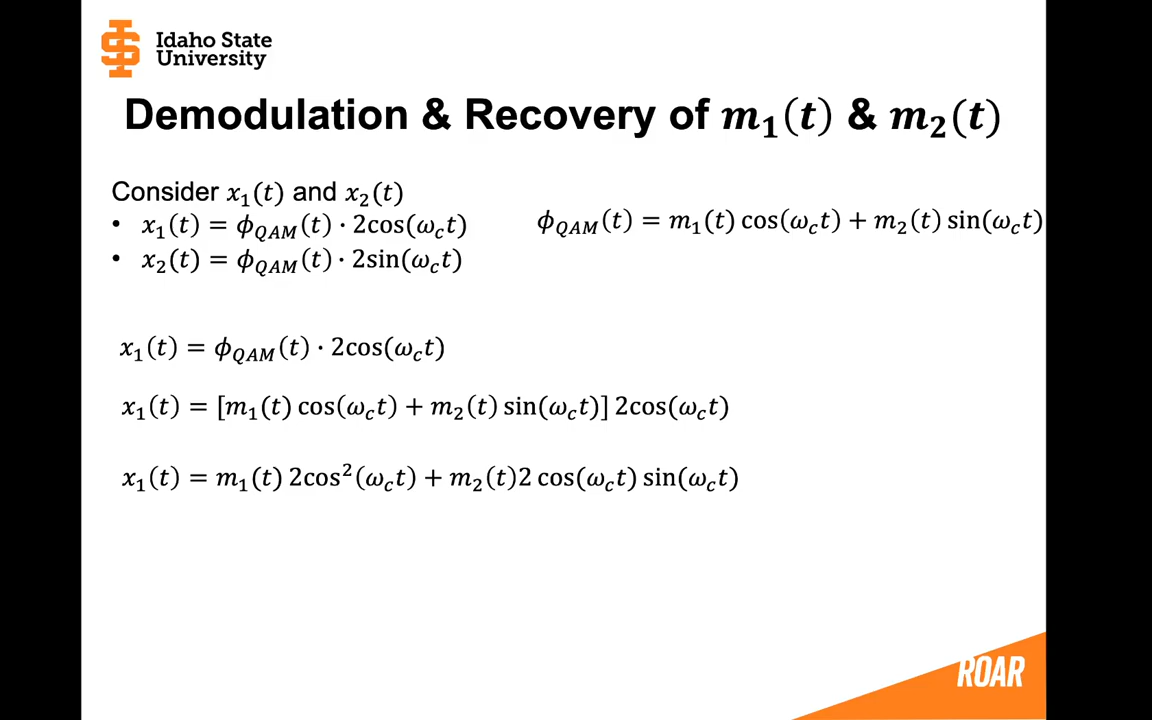 Idaho State
University
Demodulation & Recovery of 𝒎₁(𝒕) & 𝒎₂(𝒕)
Consider 𝑥₁(𝑡) and 𝑥₂(𝑡)
• 𝑥₁(𝑡) = 𝜙_QAM(𝑡) · 2cos(𝜔_c𝑡)
𝜙_QAM(𝑡) = 𝑚₁(𝑡) cos(𝜔_c𝑡) + 𝑚₂(𝑡) sin(𝜔_c𝑡)
• 𝑥₂(𝑡) = 𝜙_QAM(𝑡) · 2sin(𝜔_c𝑡)
𝑥₁(𝑡) = 𝜙_QAM(𝑡) · 2cos(𝜔_c𝑡)
𝑥₁(𝑡) = [𝑚₁(𝑡) cos(𝜔_c𝑡) + 𝑚₂(𝑡) sin(𝜔_c𝑡)] 2cos(𝜔_c𝑡)
𝑥₁(𝑡) = 𝑚₁(𝑡) 2cos²(𝜔_c𝑡) + 𝑚₂(𝑡)2 cos(𝜔_c𝑡) sin(𝜔_c𝑡)
ROAR